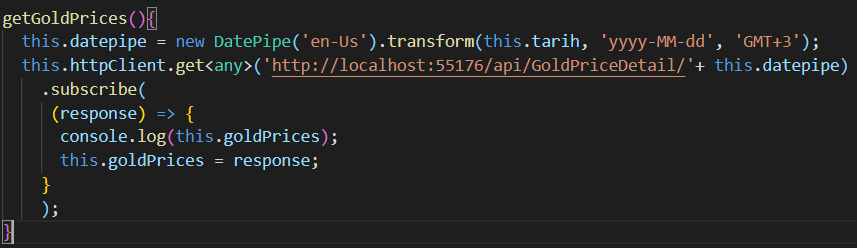 getGoldPrices(){
this.datepipe = new DatePipe('en-Us').transform(this.tarih, 'yyyy-MM-dd', 'GMT+3');
this.httpClient.get<any>('http://localhost:55176/api/GoldPriceDetail/'+ this.datepipe)
.subscribe(
(response) => {
console.log(this.goldPrices);
this.goldPrices = response;
}
);
}